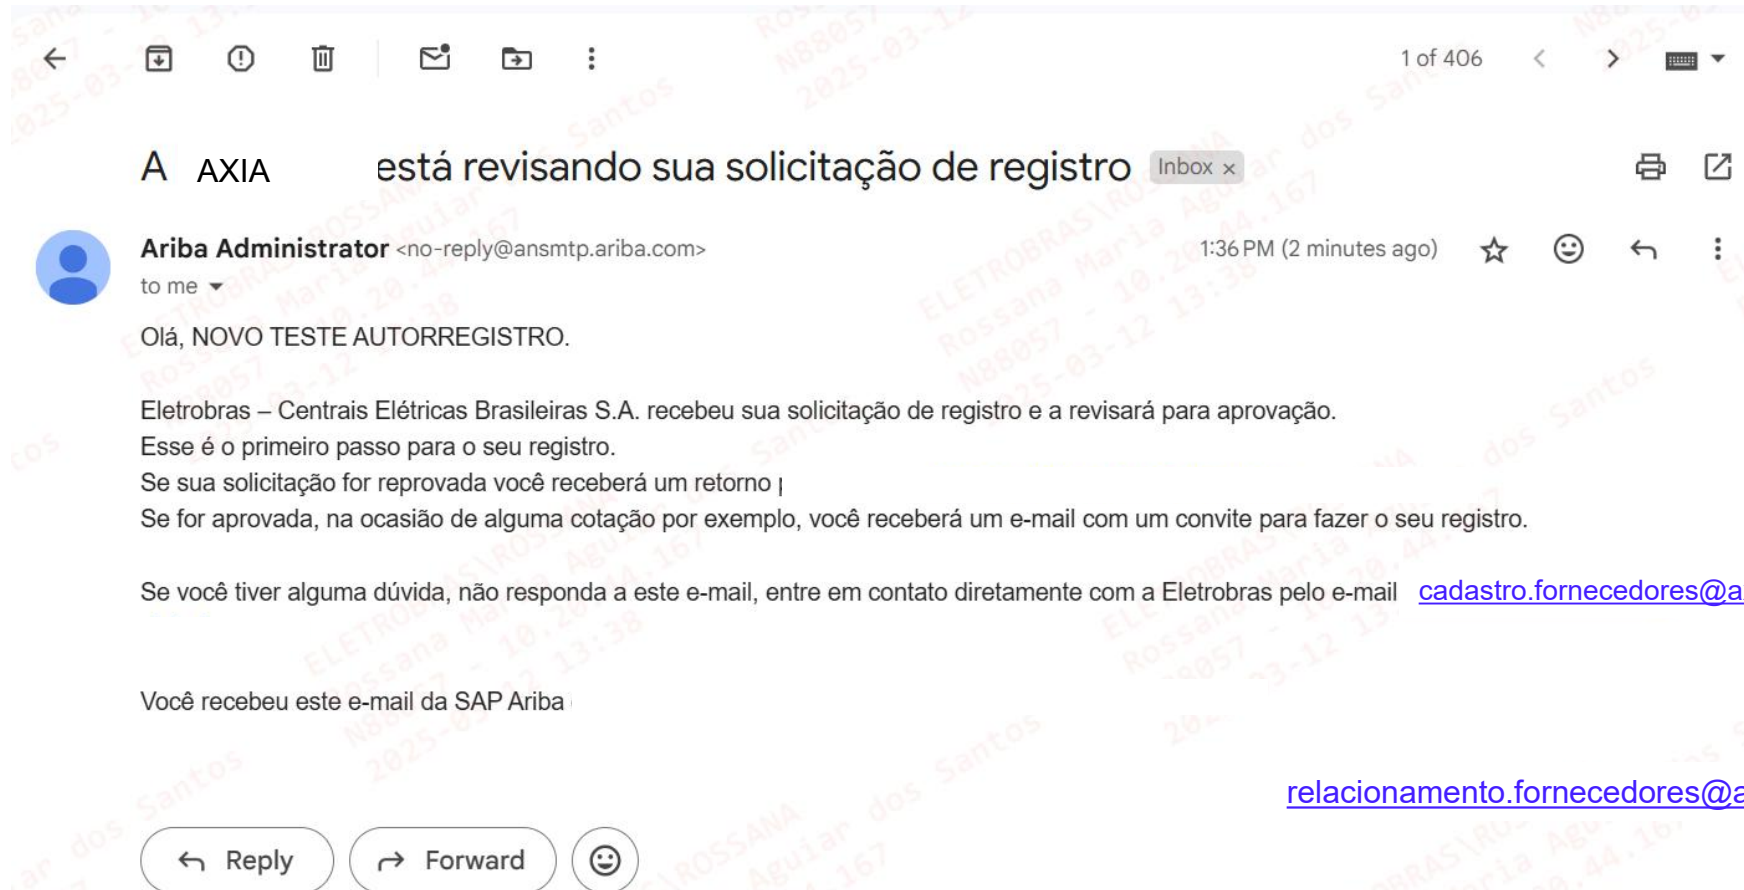 1 of 406
A AXIA está revisando sua solicitação de registro Inbox x
Ariba Administrator <no-reply@ansmtp.ariba.com> 1:36 PM (2 minutes ago)
to me
Olá, NOVO TESTE AUTORREGISTRO.
Eletrobras – Centrais Elétricas Brasileiras S.A. recebeu sua solicitação de registro e a revisará para aprovação.
Esse é o primeiro passo para o seu registro.
Se sua solicitação for reprovada você receberá um retorno
Se for aprovada, na ocasião de alguma cotação por exemplo, você receberá um e-mail com um convite para fazer o seu registro.
Se você tiver alguma dúvida, não responda a este e-mail, entre em contato diretamente com a Eletrobras pelo e-mail cadastro.fornecedores@a
Você recebeu este e-mail da SAP Ariba
relacionamento.fornecedores@a
Reply Forward